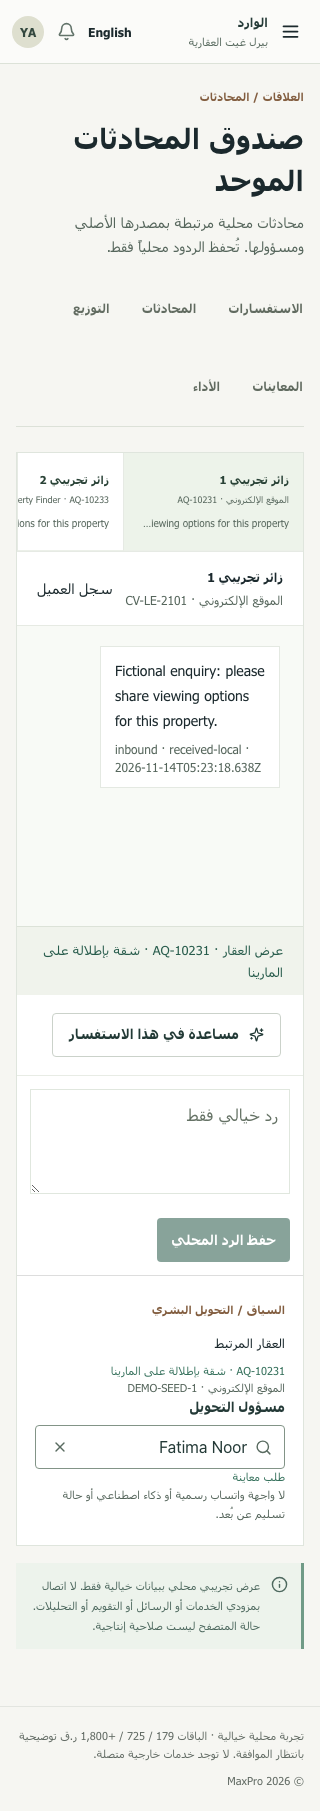 الوارد
بيرل غيت العقارية
English
YA
العلاقات / المحادثات
صندوق المحادثات
الموحد
محادثات محلية مرتبطة بمصدرها الأصلي
ومسؤولها. تُحفظ الردود محلياً فقط.
الاستفسارات
المحادثات
التوزيع
المعاينات
الأداء
زائر تجريبي 1
الموقع الإلكتروني · AQ-10231
...iewing options for this property
زائر تجريبي 2
erty Finder · AQ-10233
ions for this property
زائر تجريبي 1
الموقع الإلكتروني · CV-LE-2101
سجل العميل
Fictional enquiry: please
share viewing options
for this property.
inbound · received-local ·
2026-11-14T05:23:18.638Z
عرض العقار · AQ-10231 · شقة بإطلالة على
المارينا
مساعدة في هذا الاستفسار
رد خيالي فقط
حفظ الرد المحلي
السياق / التحويل البشري
العقار المرتبط
AQ-10231 · شقة بإطلالة على المارينا
الموقع الإلكتروني · DEMO-SEED-1
مسؤول التحويل
Fatima Noor
طلب معاينة
لا واجهة واتساب رسمية أو ذكاء اصطناعي أو حالة
تسليم عن بُعد.
عرض تجريبي محلي ببيانات خيالية فقط. لا اتصال
بمزودي الخدمات أو الرسائل أو التقويم أو التحليلات.
حالة المتصفح ليست صلاحية إنتاجية.
تجربة محلية خيالية · الباقات 179 / 725 / +1,800 ر.ق توضيحية
بانتظار الموافقة. لا توجد خدمات خارجية متصلة.
© 2026 MaxPro